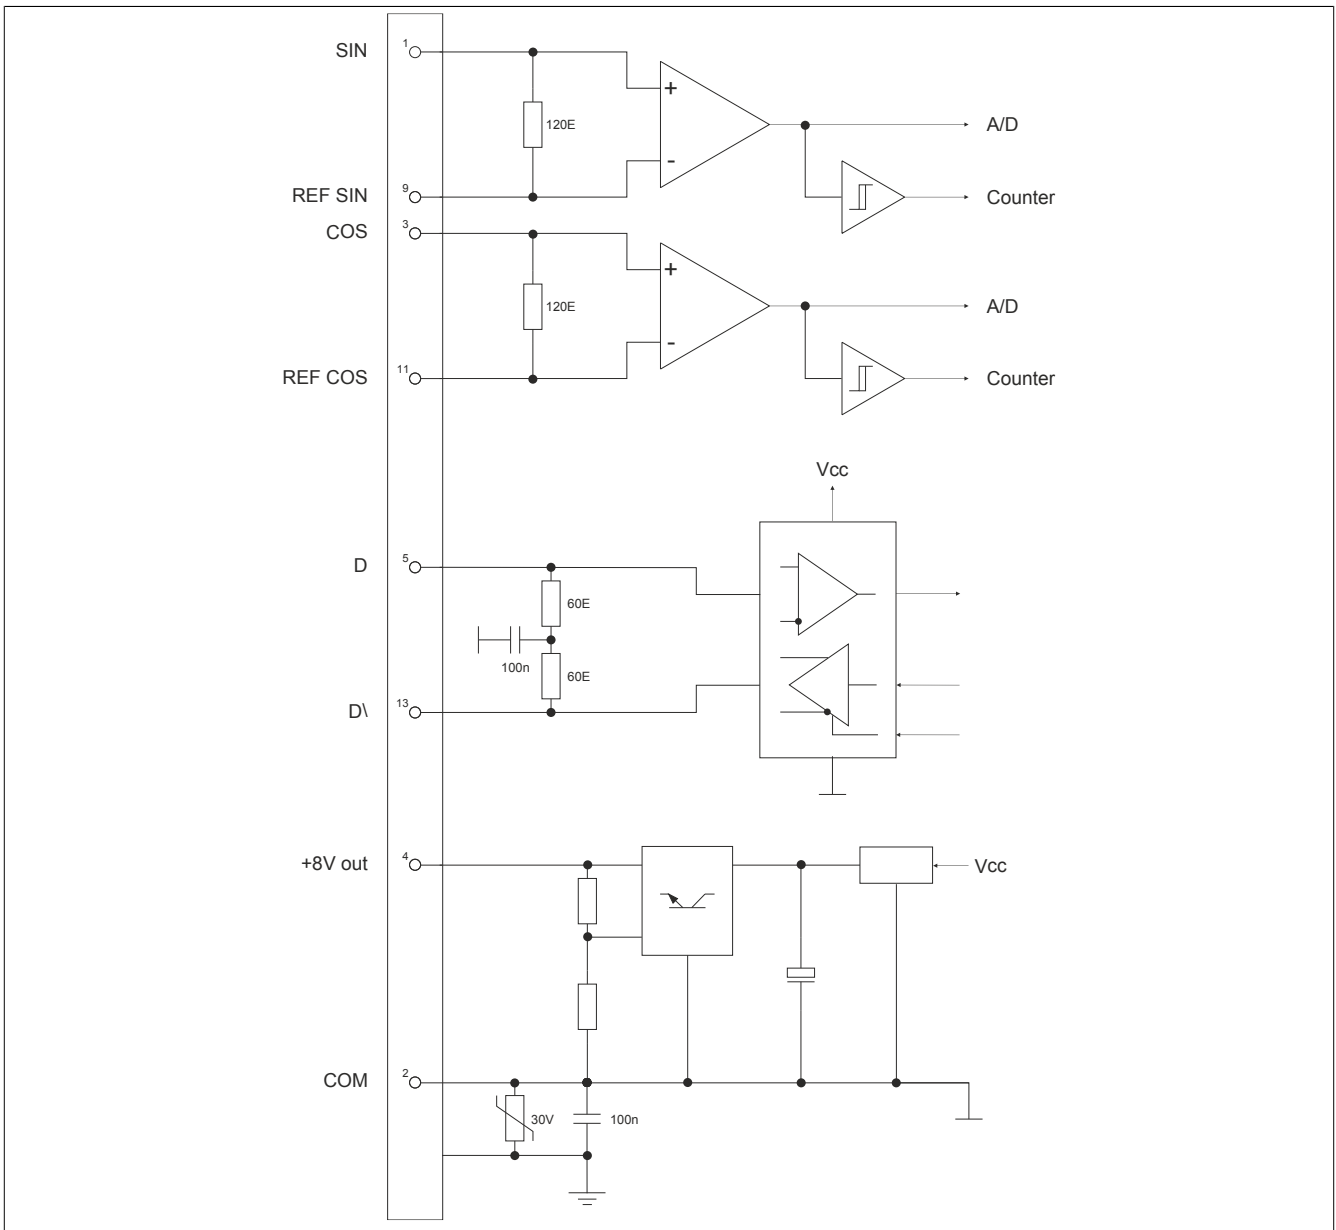 SIN 1
120E
+
-
A/D
REF SIN 9
Counter
COS 3
120E
+
-
A/D
REF COS 11
Counter
Vcc
D 5
60E
100n
60E
D\ 13
+8V out 4
Vcc
COM 2
30V
100n